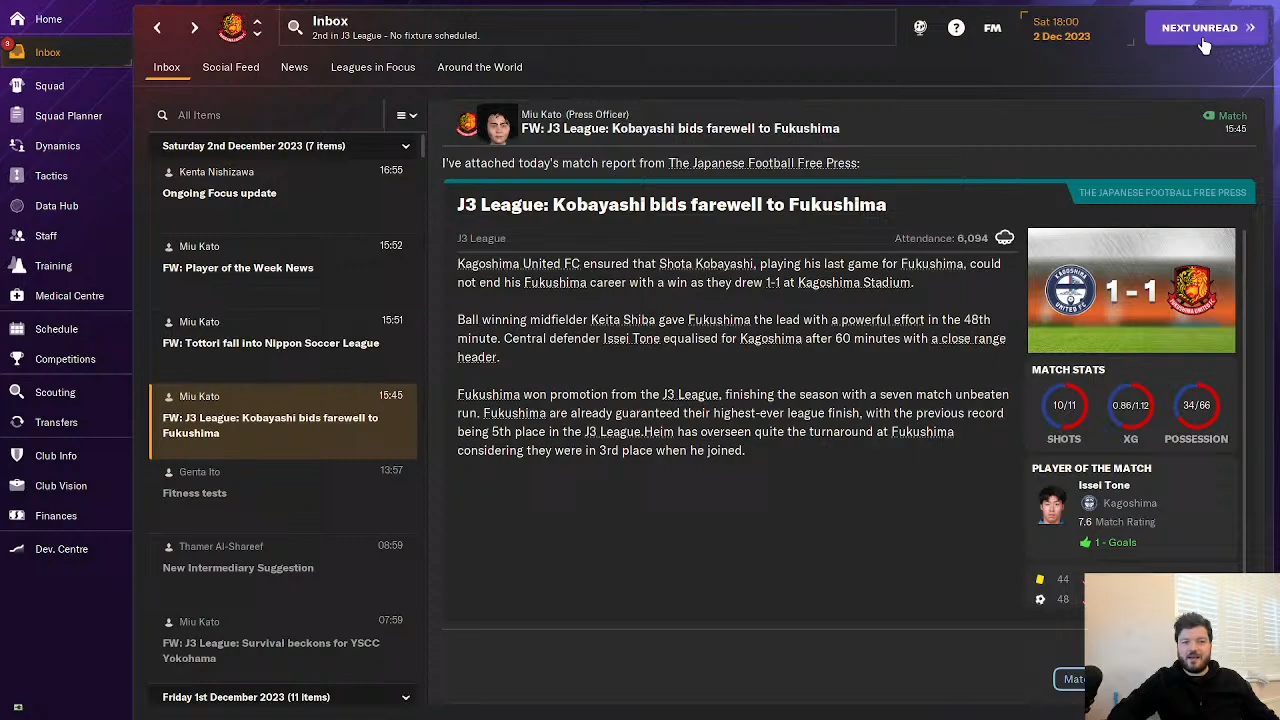 Home
Inbox
2nd in J3 League - No fixture scheduled.
FM
Sat 18:00
2 Dec 2023
NEXT UNREAD
3
Inbox
Squad
Squad Planner
Dynamics
Tactics
Data Hub
Staff
Training
Medical Centre
Schedule
Competitions
Scouting
Transfers
Club Info
Club Vision
Finances
Dev. Centre
Inbox
Social Feed
News
Leagues in Focus
Around the World
All Items
Saturday 2nd December 2023 (7 items)
Kenta Nishizawa
16:55
Ongoing Focus update
Miu Kato
15:52
FW: Player of the Week News
Miu Kato
15:51
FW: Tottori fall into Nippon Soccer League
Miu Kato
15:45
FW: J3 League: Kobayashi bids farewell to
Fukushima
Genta Ito
13:57
Fitness tests
Thamer Al-Shareef
08:59
New Intermediary Suggestion
Miu Kato
07:59
FW: J3 League: Survival beckons for YSCC
Yokohama
Friday 1st December 2023 (11 items)
Miu Kato (Press Officer)
FW: J3 League: Kobayashi bids farewell to Fukushima
Match
15:45
I've attached today's match report from The Japanese Football Free Press:
THE JAPANESE FOOTBALL FREE PRESS
J3 League: Kobayashi bids farewell to Fukushima
J3 League
Attendance: 6,094
Kagoshima United FC ensured that Shota Kobayashi, playing his last game for Fukushima, could
not end his Fukushima career with a win as they drew 1-1 at Kagoshima Stadium.
Ball winning midfielder Keita Shiba gave Fukushima the lead with a powerful effort in the 48th
minute. Central defender Issei Tone equalised for Kagoshima after 60 minutes with a close range
header.
Fukushima won promotion from the J3 League, finishing the season with a seven match unbeaten
run. Fukushima are already guaranteed their highest-ever league finish, with the previous record
being 5th place in the J3 League.Heim has overseen quite the turnaround at Fukushima
considering they were in 3rd place when he joined.
1 - 1
MATCH STATS
10/11
0.86/1.12
34/66
SHOTS
XG
POSSESSION
PLAYER OF THE MATCH
Issei Tone
Kagoshima
7.6 Match Rating
1 - Goals
44
48